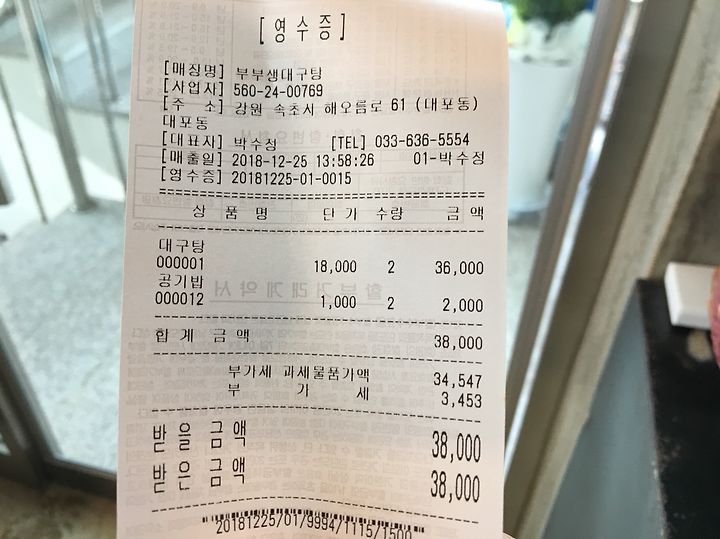 [영수증]
[매장명] 부부생대구탕
[사업자] 560-24-00769
[주 소] 강원 속초시 해오름로 61 (대포동)
대포동
[대표자] 박수정 [TEL] 033-636-5554
[매출일] 2018-12-25 13:58:26 01-박수정
[영수증] 20181225-01-0015
상 품 명 단 가 수량 금 액
대구탕
000001 18,000 2 36,000
공기밥
000012 1,000 2 2,000
합 계 금 액 38,000
부가세 과세물품가액 34,547
부 가 세 3,453
받을 금액 38,000
받은 금액 38,000
20181225/01/9994/1115/1500